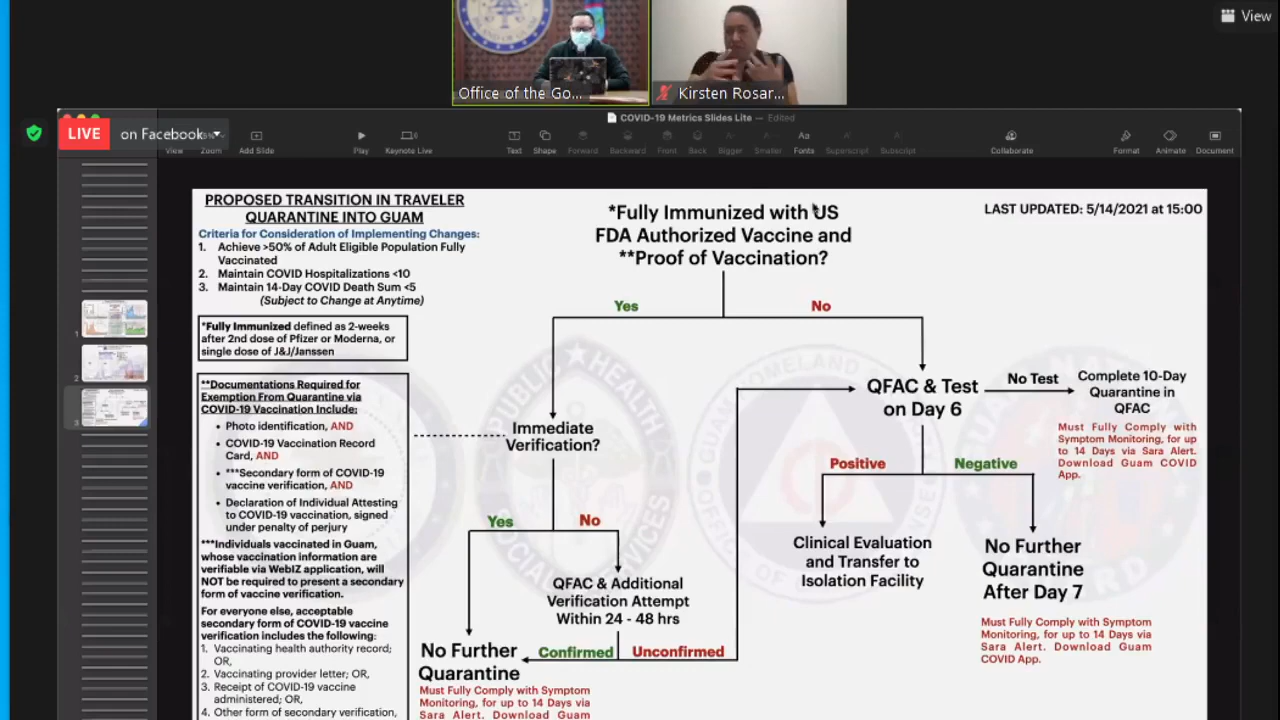 View
Office of the Go...
Kirsten Rosar...
LIVE
on Facebook
COVID-19 Metrics Slides Lite — Edited
View
Zoom
Add Slide
Play
Keynote Live
Text
Shape
Forward
Backward
Front
Back
Bigger
Smaller
Fonts
Superscript
Subscript
Collaborate
Format
Animate
Document
1
2
3
PROPOSED TRANSITION IN TRAVELER
QUARANTINE INTO GUAM
Criteria for Consideration of Implementing Changes:
1. Achieve >50% of Adult Eligible Population Fully
Vaccinated
2. Maintain COVID Hospitalizations <10
3. Maintain 14-Day COVID Death Sum <5
(Subject to Change at Anytime)
*Fully Immunized defined as 2-weeks
after 2nd dose of Pfizer or Moderna, or
single dose of J&J/Janssen
**Documentations Required for
Exemption From Quarantine via
COVID-19 Vaccination Include:
• Photo identification, AND
• COVID-19 Vaccination Record
Card, AND
• ***Secondary form of COVID-19
vaccine verification, AND
• Declaration of Individual Attesting
to COVID-19 vaccination, signed
under penalty of perjury
***Individuals vaccinated in Guam,
whose vaccination information are
verifiable via WebIZ application, will
NOT be required to present a secondary
form of vaccine verification.
For everyone else, acceptable
secondary form of COVID-19 vaccine
verification includes the following:
1. Vaccinating health authority record;
OR,
2. Vaccinating provider letter; OR,
3. Receipt of COVID-19 vaccine
administered; OR,
4. Other form of secondary verification,
*Fully Immunized with US
FDA Authorized Vaccine and
**Proof of Vaccination?
LAST UPDATED: 5/14/2021 at 15:00
Yes
No
Immediate
Verification?
QFAC & Test
on Day 6
No Test
Complete 10-Day
Quarantine in
QFAC
Must Fully Comply with
Symptom Monitoring, for up
to 14 Days via Sara Alert.
Download Guam COVID
App.
Positive
Negative
Clinical Evaluation
and Transfer to
Isolation Facility
No Further
Quarantine
After Day 7
Must Fully Comply with Symptom
Monitoring, for up to 14 Days via
Sara Alert. Download Guam
COVID App.
Yes
No
QFAC & Additional
Verification Attempt
Within 24 - 48 hrs
Confirmed
Unconfirmed
No Further
Quarantine
Must Fully Comply with Symptom
Monitoring, for up to 14 Days via
Sara Alert. Download Guam